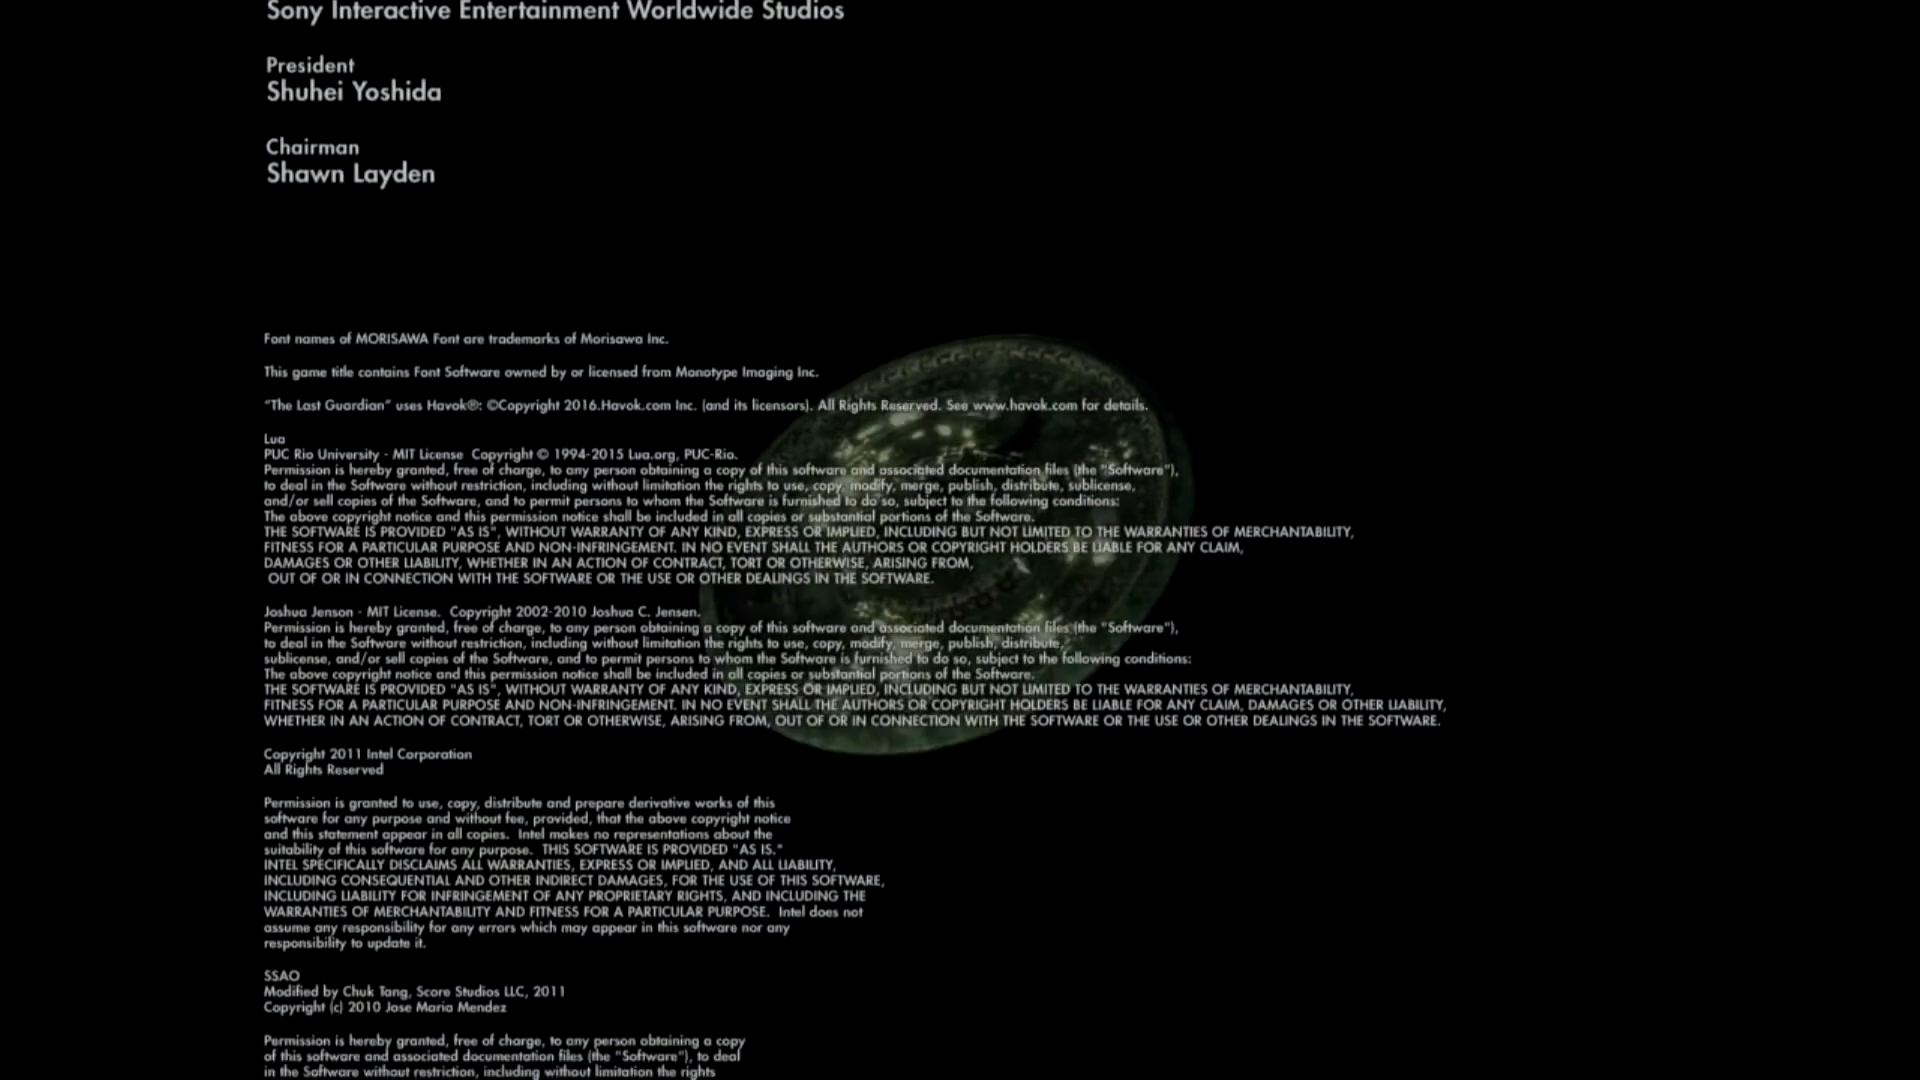 Sony Interactive Entertainment Worldwide Studios
President
Shuhei Yoshida
Chairman
Shawn Layden
Font names of MORISAWA Font are trademarks of Morisawa Inc.
This game title contains Font Software owned by or licensed from Monotype Imaging Inc.
“The Last Guardian” uses Havok®: ©Copyright 2016.Havok.com Inc. (and its licensors). All Rights Reserved. See www.havok.com for details.
Lua
PUC Rio University - MIT License  Copyright © 1994-2015 Lua.org, PUC-Rio.
Permission is hereby granted, free of charge, to any person obtaining a copy of this software and associated documentation files (the "Software"),
to deal in the Software without restriction, including without limitation the rights to use, copy, modify, merge, publish, distribute, sublicense,
and/or sell copies of the Software, and to permit persons to whom the Software is furnished to do so, subject to the following conditions:
The above copyright notice and this permission notice shall be included in all copies or substantial portions of the Software.
THE SOFTWARE IS PROVIDED "AS IS", WITHOUT WARRANTY OF ANY KIND, EXPRESS OR IMPLIED, INCLUDING BUT NOT LIMITED TO THE WARRANTIES OF MERCHANTABILITY,
FITNESS FOR A PARTICULAR PURPOSE AND NON-INFRINGEMENT. IN NO EVENT SHALL THE AUTHORS OR COPYRIGHT HOLDERS BE LIABLE FOR ANY CLAIM,
DAMAGES OR OTHER LIABILITY, WHETHER IN AN ACTION OF CONTRACT, TORT OR OTHERWISE, ARISING FROM,
OUT OF OR IN CONNECTION WITH THE SOFTWARE OR THE USE OR OTHER DEALINGS IN THE SOFTWARE.
Joshua Jenson - MIT License.  Copyright 2002-2010 Joshua C. Jensen.
Permission is hereby granted, free of charge, to any person obtaining a copy of this software and associated documentation files (the "Software"),
to deal in the Software without restriction, including without limitation the rights to use, copy, modify, merge, publish, distribute,
sublicense, and/or sell copies of the Software, and to permit persons to whom the Software is furnished to do so, subject to the following conditions:
The above copyright notice and this permission notice shall be included in all copies or substantial portions of the Software.
THE SOFTWARE IS PROVIDED "AS IS", WITHOUT WARRANTY OF ANY KIND, EXPRESS OR IMPLIED, INCLUDING BUT NOT LIMITED TO THE WARRANTIES OF MERCHANTABILITY,
FITNESS FOR A PARTICULAR PURPOSE AND NON-INFRINGEMENT. IN NO EVENT SHALL THE AUTHORS OR COPYRIGHT HOLDERS BE LIABLE FOR ANY CLAIM, DAMAGES OR OTHER LIABILITY,
WHETHER IN AN ACTION OF CONTRACT, TORT OR OTHERWISE, ARISING FROM, OUT OF OR IN CONNECTION WITH THE SOFTWARE OR THE USE OR OTHER DEALINGS IN THE SOFTWARE.
Copyright 2011 Intel Corporation
All Rights Reserved
Permission is granted to use, copy, distribute and prepare derivative works of this
software for any purpose and without fee, provided, that the above copyright notice
and this statement appear in all copies.  Intel makes no representations about the
suitability of this software for any purpose.  THIS SOFTWARE IS PROVIDED "AS IS."
INTEL SPECIFICALLY DISCLAIMS ALL WARRANTIES, EXPRESS OR IMPLIED, AND ALL LIABILITY,
INCLUDING CONSEQUENTIAL AND OTHER INDIRECT DAMAGES, FOR THE USE OF THIS SOFTWARE,
INCLUDING LIABILITY FOR INFRINGEMENT OF ANY PROPRIETARY RIGHTS, AND INCLUDING THE
WARRANTIES OF MERCHANTABILITY AND FITNESS FOR A PARTICULAR PURPOSE.  Intel does not
assume any responsibility for any errors which may appear in this software nor any
responsibility to update it.
SSAO
Modified by Chuk Tang, Score Studios LLC, 2011
Copyright (c) 2010 Jose Maria Mendez
Permission is hereby granted, free of charge, to any person obtaining a copy
of this software and associated documentation files (the "Software"), to deal
in the Software without restriction, including without limitation the rights